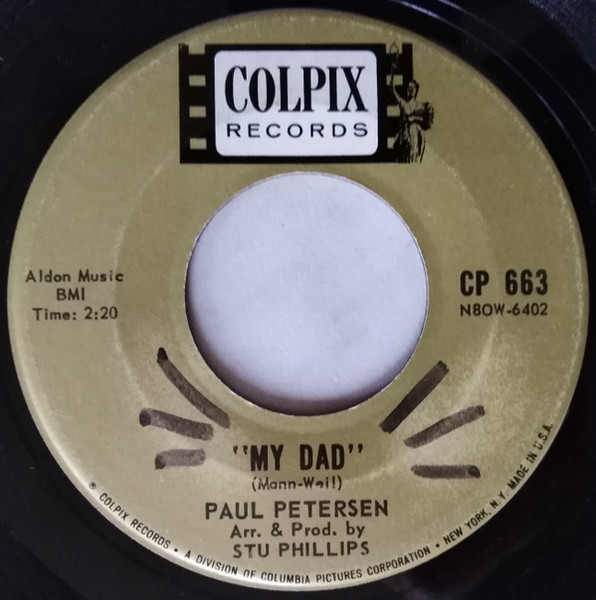 COLPIX
RECORDS
Aldon Music
BMI
Time: 2:20
CP 663
N8OW-6402
"MY DAD"
(Mann-Weil)
PAUL PETERSEN
Arr. & Prod. by
STU PHILLIPS
® COLPIX RECORDS • A DIVISION OF COLUMBIA PICTURES CORPORATION • NEW YORK, N.Y. MADE IN U.S.A.